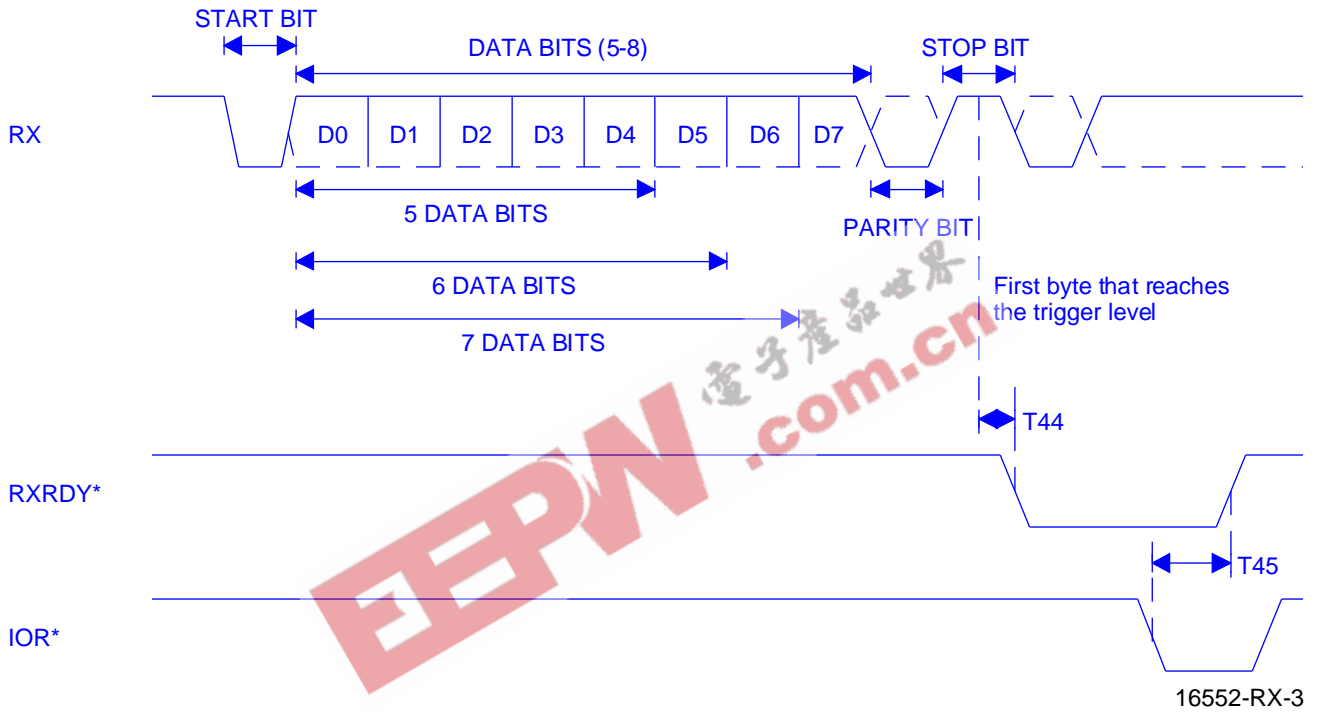 START BIT
DATA BITS (5-8)
STOP BIT
RX
D0 D1 D2 D3 D4 D5 D6 D7
5 DATA BITS
PARITY BIT
6 DATA BITS
First byte that reaches
the trigger level
7 DATA BITS
電子產品世界
EEPW .com.cn
T44
RXRDY*
T45
IOR*
16552-RX-3